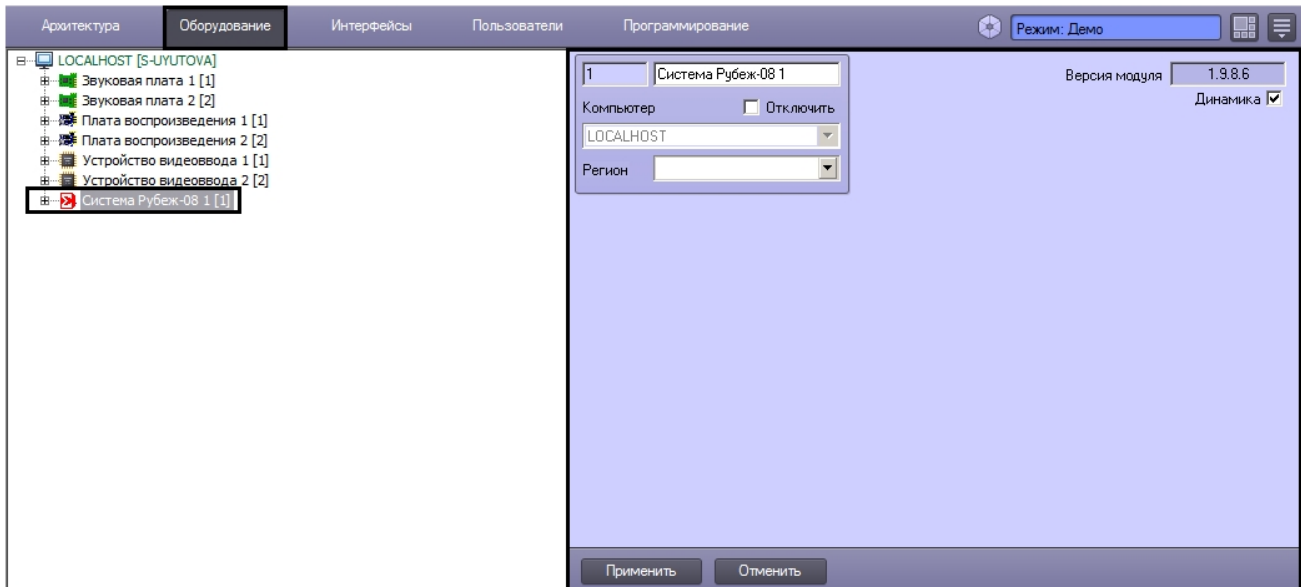 Архитектура Оборудование Интерфейсы Пользователи Программирование Режим: Демо
LOCALHOST [S-UYUTOVA]
Звуковая плата 1 [1]
Звуковая плата 2 [2]
Плата воспроизведения 1 [1]
Плата воспроизведения 2 [2]
Устройство видеоввода 1 [1]
Устройство видеоввода 2 [2]
Система Рубеж-08 1 [1]
1 Система Рубеж-08 1 Версия модуля 1.9.8.6
Динамика
Компьютер Отключить
LOCALHOST
Регион
Применить Отменить